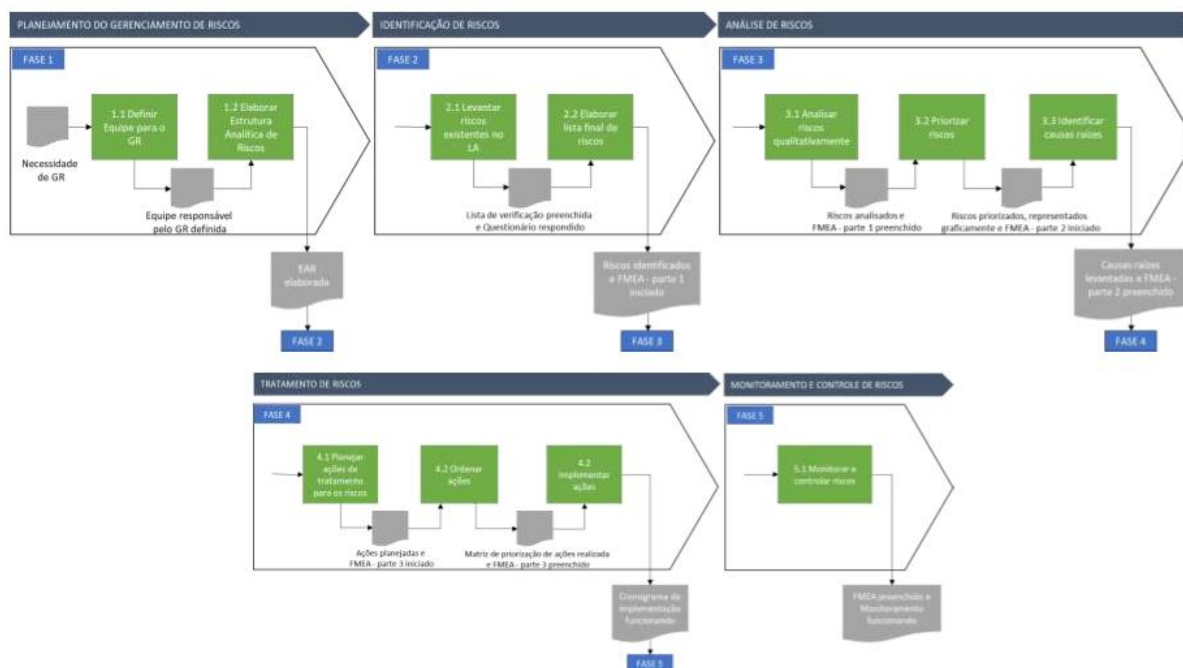 PLANEJAMENTO DO GERENCIAMENTO DE RISCOS
FASE 1
Necessidade
de GR
1.1 Definir
Equipe para o
GR
Equipe responsável
pelo GR definida
1.2 Elaborar
Estrutura
Analítica de
Riscos
EAR
elaborada
FASE 2
IDENTIFICAÇÃO DE RISCOS
FASE 2
2.1 Levantar
riscos
existentes no
LA
Lista de verificação preenchida
e Questionário respondido
2.2 Elaborar
lista final de
riscos
Riscos identificados
e FMEA - parte 1
iniciado
FASE 3
ANÁLISE DE RISCOS
FASE 3
3.1 Analisar
riscos
qualitativamente
Riscos analisados e
FMEA - parte 1 preenchido
3.2 Priorizar
riscos
Riscos priorizados, representados
graficamente e FMEA - parte 2 iniciado
3.3 Identificar
causas raízes
Causas raízes
levantadas e FMEA -
parte 2 preenchido
FASE 4
TRATAMENTO DE RISCOS
FASE 4
4.1 Planejar
ações de
tratamento
para os riscos
Ações planejadas e
FMEA - parte 3 iniciado
4.2 Ordenar
ações
Matriz de priorização de ações realizada
e FMEA - parte 3 preenchido
4.2
Implementar
ações
Cronograma de
implementação
funcionando
FASE 5
MONITORAMENTO E CONTROLE DE RISCOS
FASE 5
5.1 Monitorar e
controlar riscos
FMEA preenchido e
Monitoramento
funcionando